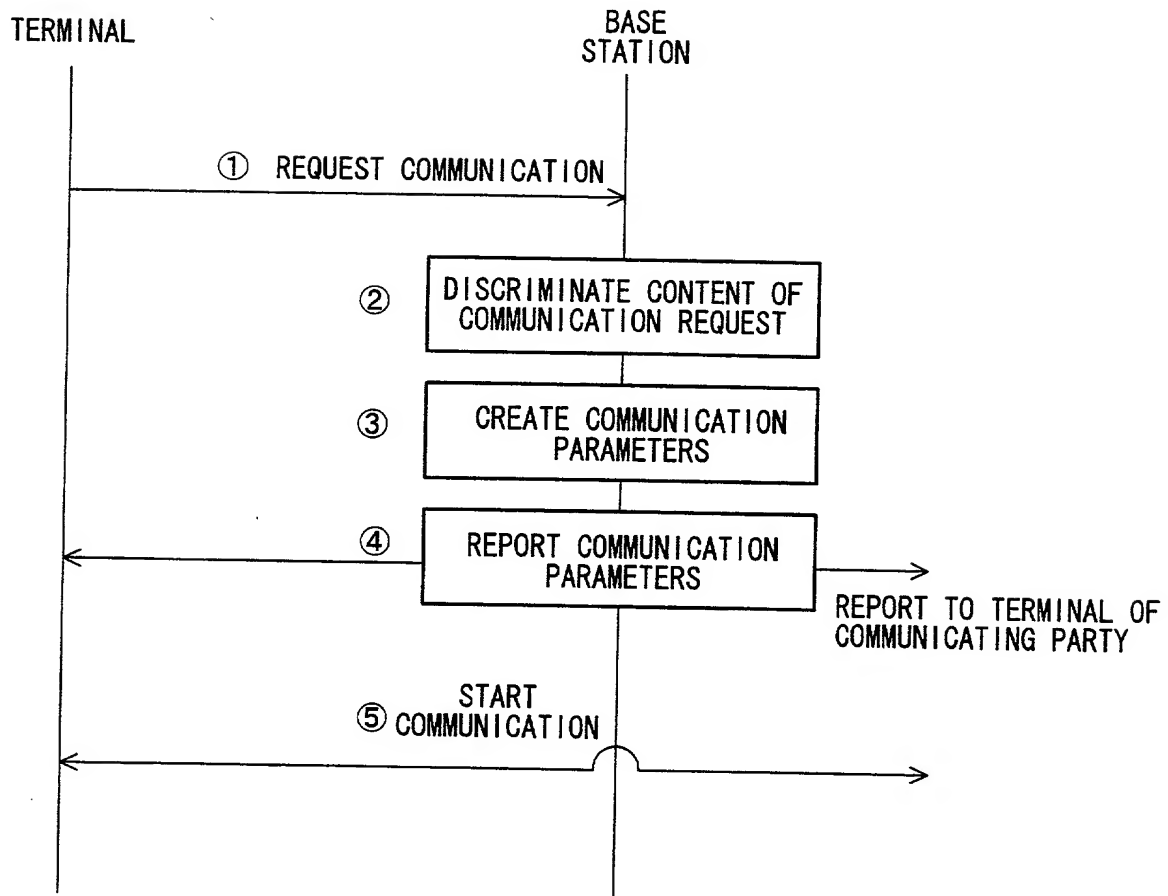 TERMINAL
BASE
STATION
① REQUEST COMMUNICATION
② DISCRIMINATE CONTENT OF
COMMUNICATION REQUEST
③ CREATE COMMUNICATION
PARAMETERS
④ REPORT COMMUNICATION
PARAMETERS
REPORT TO TERMINAL OF
COMMUNICATING PARTY
START
⑤ COMMUNICATION